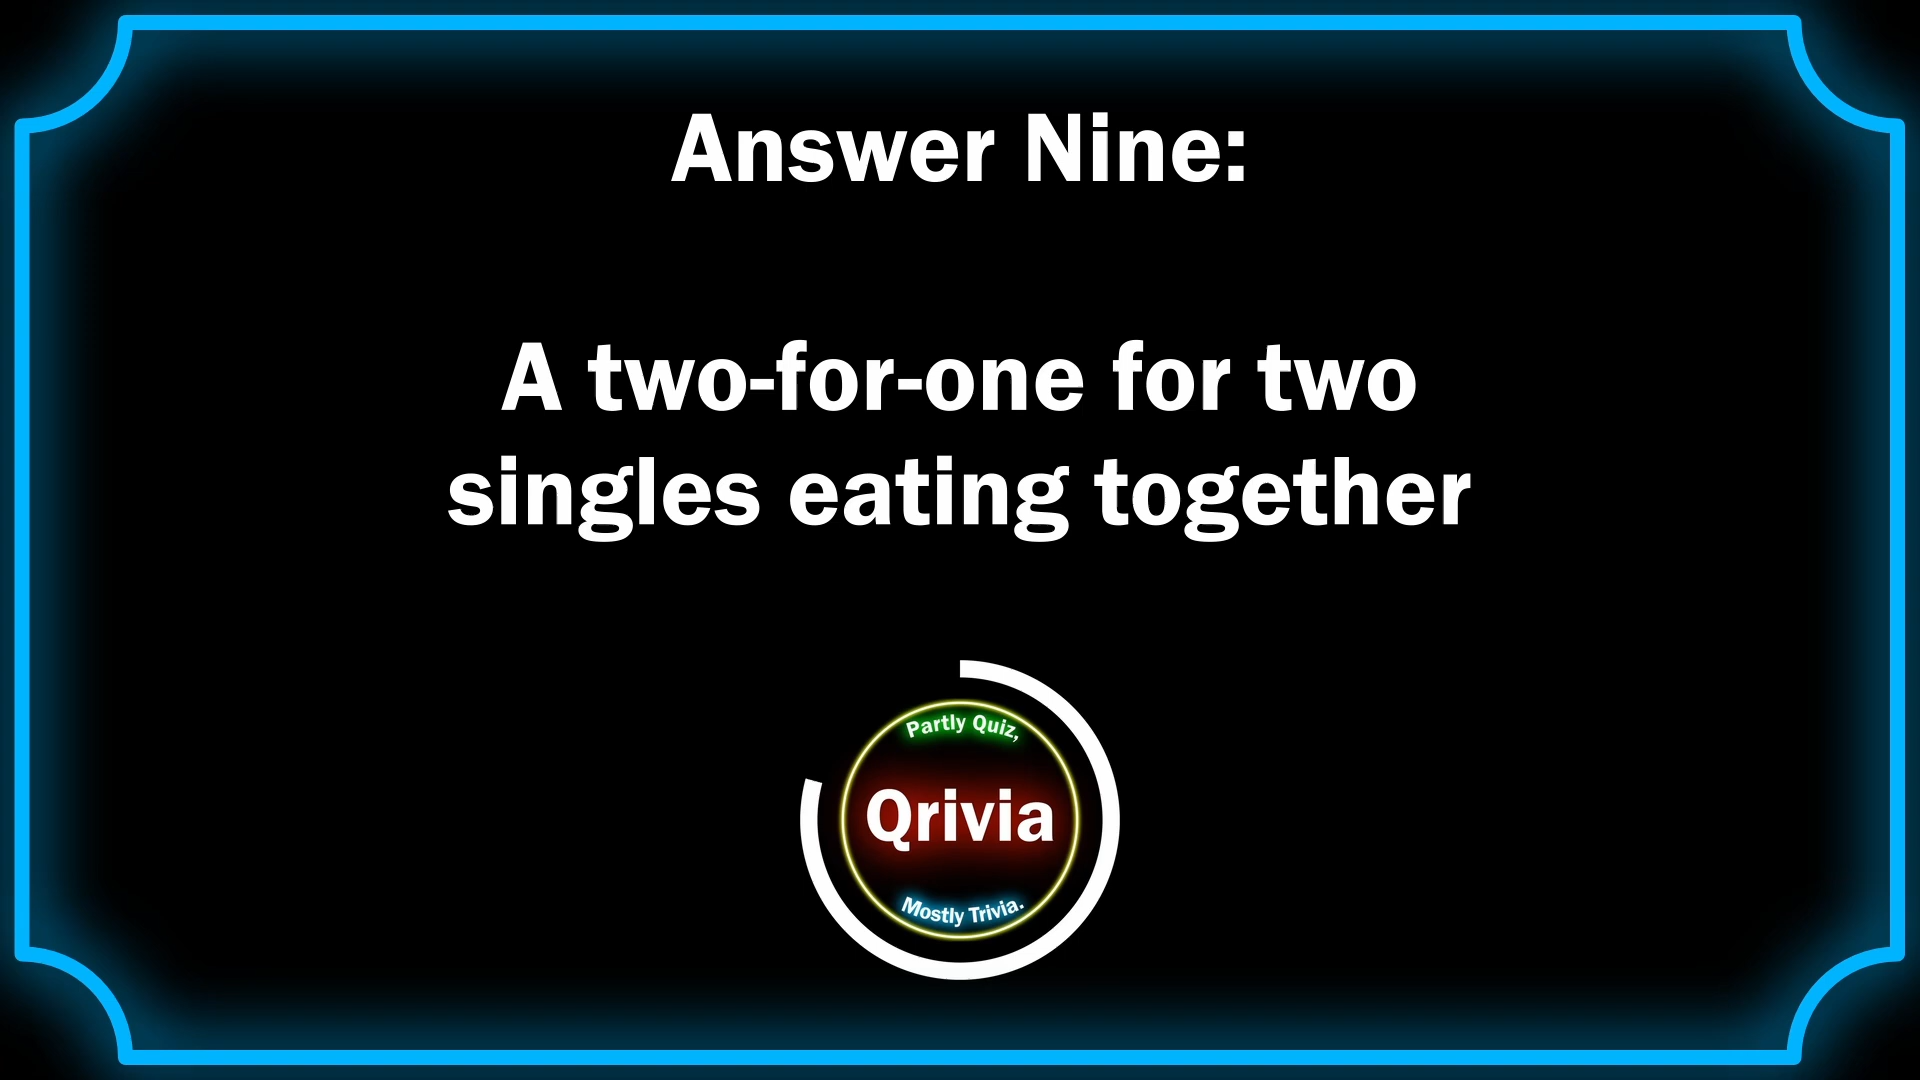 Answer Nine:
A two-for-one for two
singles eating together
Partly Quiz,
Qrivia
Mostly Trivia.